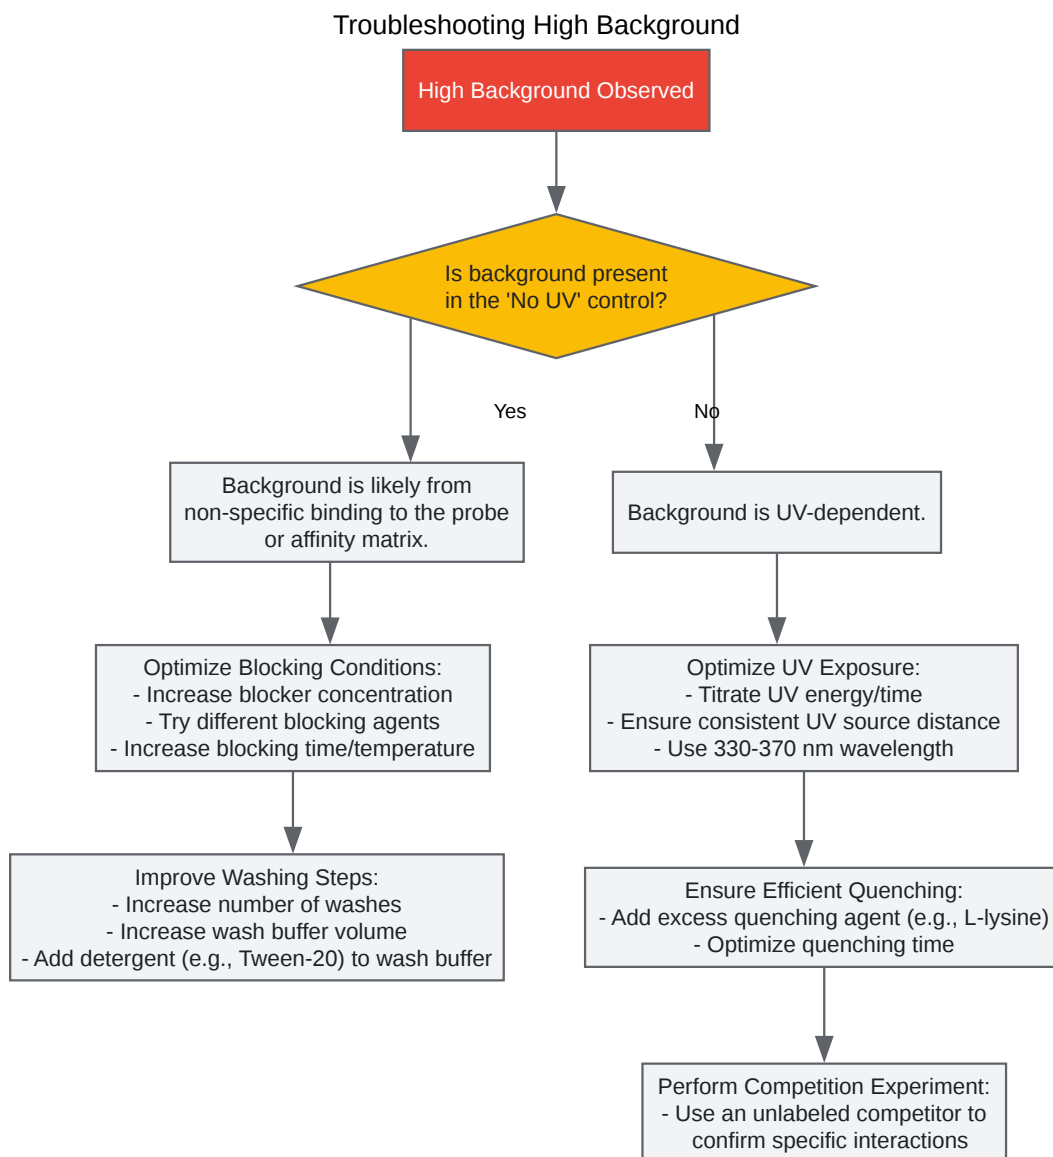 Troubleshooting High Background
High Background Observed
Is background present
in the 'No UV' control?
Yes
No
Background is likely from
non-specific binding to the probe
or affinity matrix.
Background is UV-dependent.
Optimize Blocking Conditions:
- Increase blocker concentration
- Try different blocking agents
- Increase blocking time/temperature
Optimize UV Exposure:
- Titrate UV energy/time
- Ensure consistent UV source distance
- Use 330-370 nm wavelength
Improve Washing Steps:
- Increase number of washes
- Increase wash buffer volume
- Add detergent (e.g., Tween-20) to wash buffer
Ensure Efficient Quenching:
- Add excess quenching agent (e.g., L-lysine)
- Optimize quenching time
Perform Competition Experiment:
- Use an unlabeled competitor to
confirm specific interactions